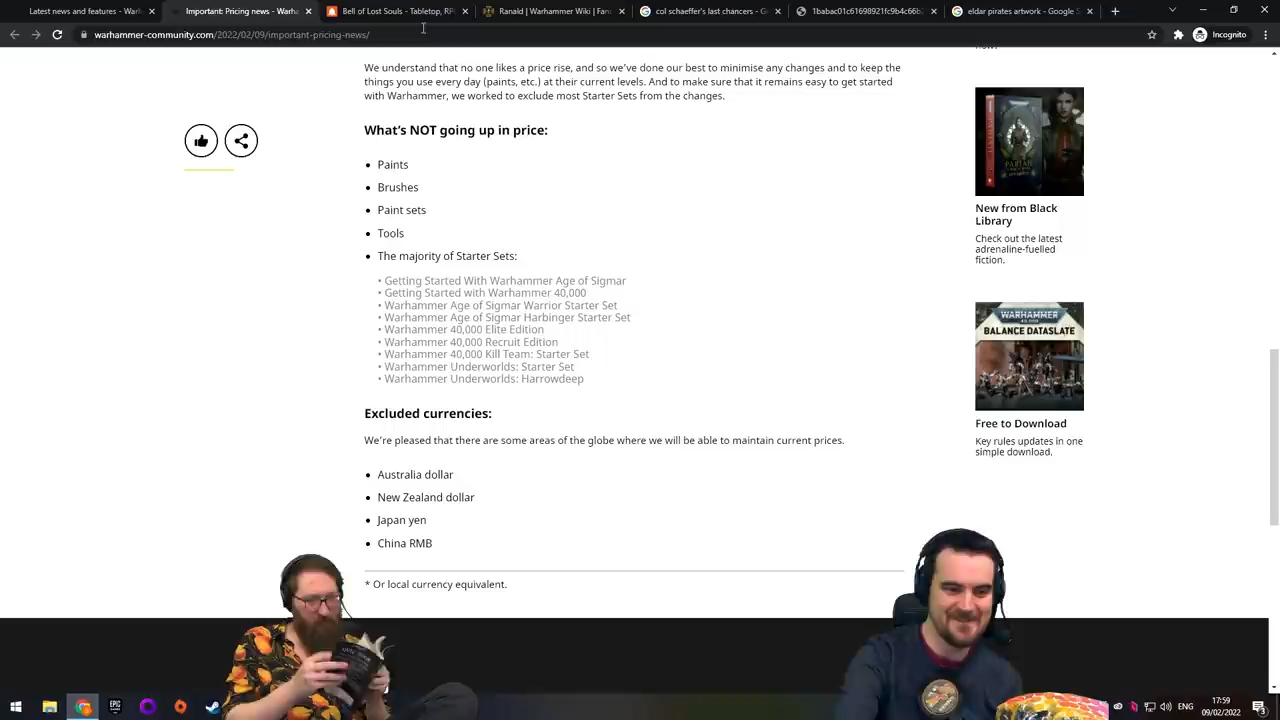 Latest news and features - Warh
Important: Pricing News - Warha
Bell of Lost Souls - Tabletop, RPG
Ranald | Warhammer Wiki | Fand
col schaeffer's last chancers - Goo
1babac01c61698921fc9b4c66b
eldar paintings artwork - Google S
warhammer-community.com/2022/02/09/important-pricing-news/
Incognito
We understand that no one likes a price rise, and so we've done our best to minimise any changes and to keep the
things you use every day (paints, etc.) at their current levels. And to make sure that it remains easy to get started
with Warhammer, we worked to exclude most Starter Sets from the changes.
What's NOT going up in price:
• Paints
• Brushes
• Paint sets
• Tools
• The majority of Starter Sets:
• Getting Started With Warhammer Age of Sigmar
• Getting Started with Warhammer 40,000
• Warhammer Age of Sigmar Warrior Starter Set
• Warhammer Age of Sigmar Harbinger Starter Set
• Warhammer 40,000 Elite Edition
• Warhammer 40,000 Recruit Edition
• Warhammer 40,000 Kill Team: Starter Set
• Warhammer Underworlds: Starter Set
• Warhammer Underworlds: Harrowdeep
Excluded currencies:
We're pleased that there are some areas of the globe where we will be able to maintain current prices.
• Australia dollar
• New Zealand dollar
• Japan yen
• China RMB
* Or local currency equivalent.
now!
PARIAH
New from Black
Library
Check out the latest
adrenaline-fuelled
fiction.
WARHAMMER
40,000
BALANCE DATASLATE
Free to Download
Key rules updates in one
simple download.
EPIC
ENG
17:59
09/02/2022
3